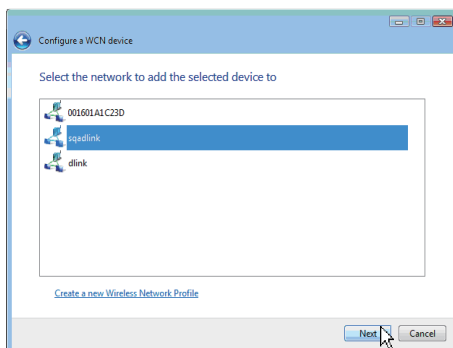 Configure a WCN device
Select the network to add the selected device to
001601A1C23D
sqadlink
dlink
Create a new Wireless Network Profile
Next
Cancel